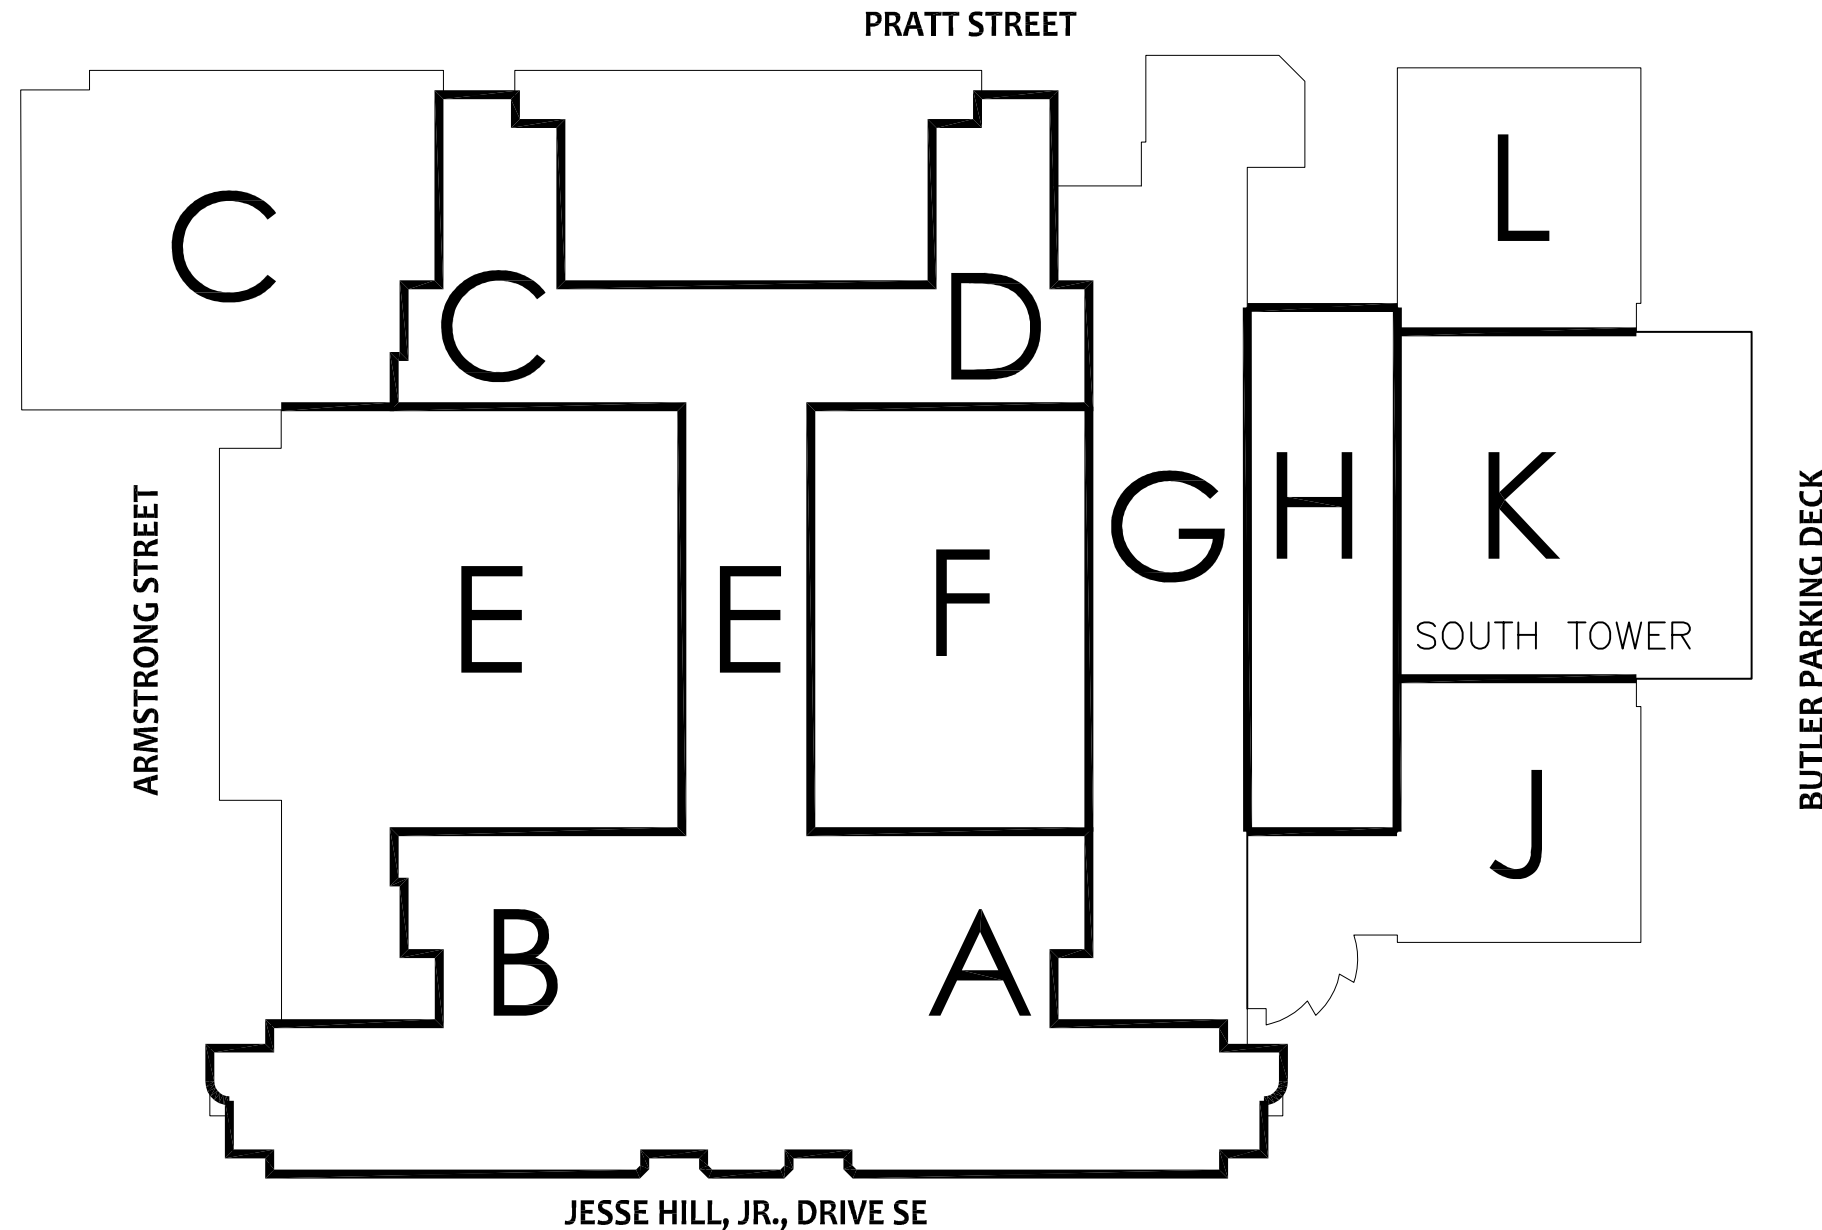 PRATT STREET
C
C
D
L
ARMSTRONG STREET
E
E
F
G
H
K
SOUTH TOWER
BUTLER PARKING DECK
B
A
J
JESSE HILL, JR., DRIVE SE